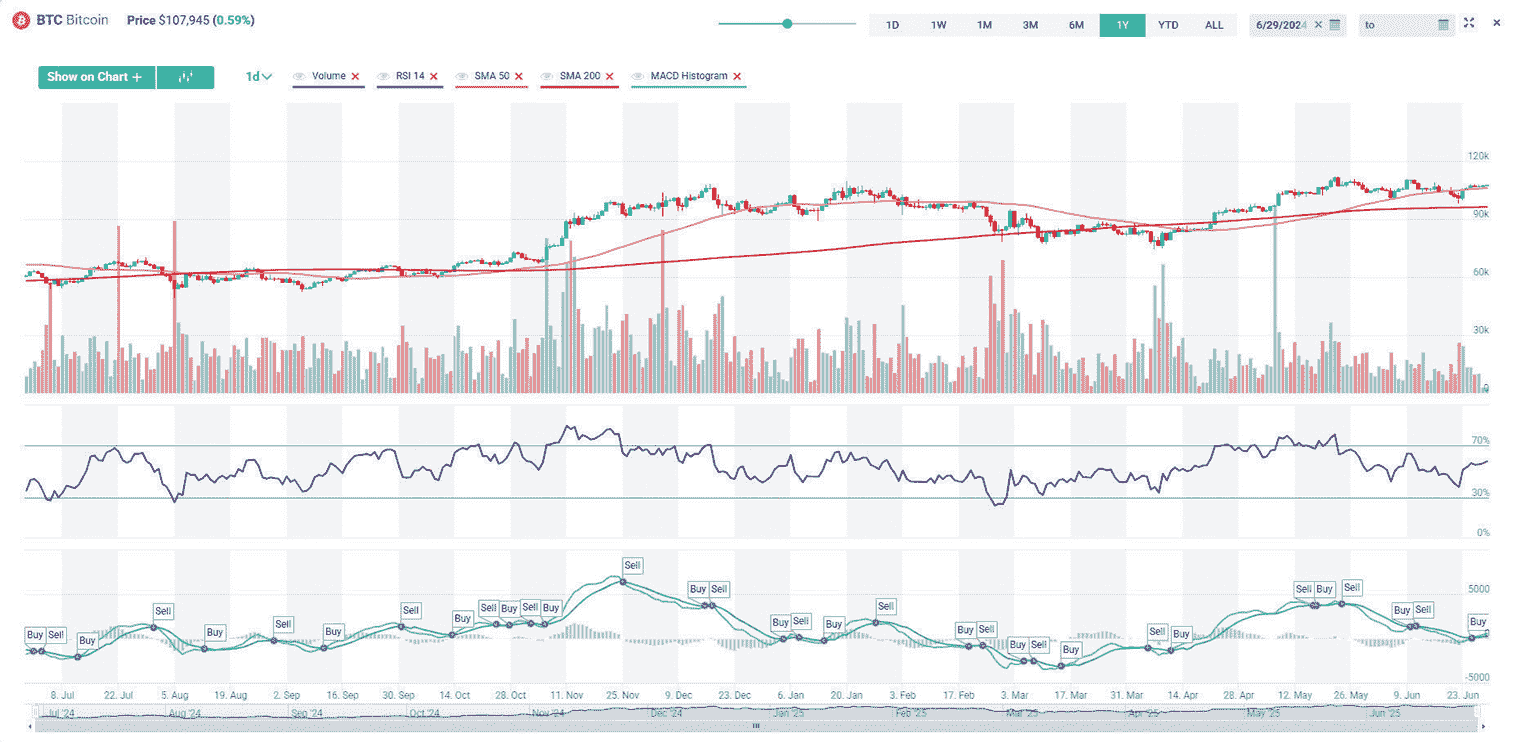 BTC Bitcoin Price $107,945 (0.59%) 1D 1W 1M 3M 6M 1Y YTD ALL 6/29/2024 to
Show on Chart + 1d Volume RSI 14 SMA 50 SMA 200 MACD Histogram
120k
90k
60k
30k
0
70%
30%
0%
5000
0
-5000
Buy Sell Buy Sell Buy Sell Buy Sell Buy Sell Buy Sell Buy Sell Buy Sell Buy Sell Buy Sell Buy Sell Buy Sell Buy Sell Buy Sell Buy Sell Buy Sell Buy
8. Jul 22. Jul 5. Aug 19. Aug 2. Sep 16. Sep 30. Sep 14. Oct 28. Oct 11. Nov 25. Nov 9. Dec 23. Dec 6. Jan 20. Jan 3. Feb 17. Feb 3. Mar 17. Mar 31. Mar 14. Apr 28. Apr 12. May 26. May 9. Jun 23. Jun
Jul '24 Aug '24 Sep '24 Oct '24 Nov '24 Dec '24 Jan '25 Feb '25 Mar '25 Apr '25 May '25 Jun '25